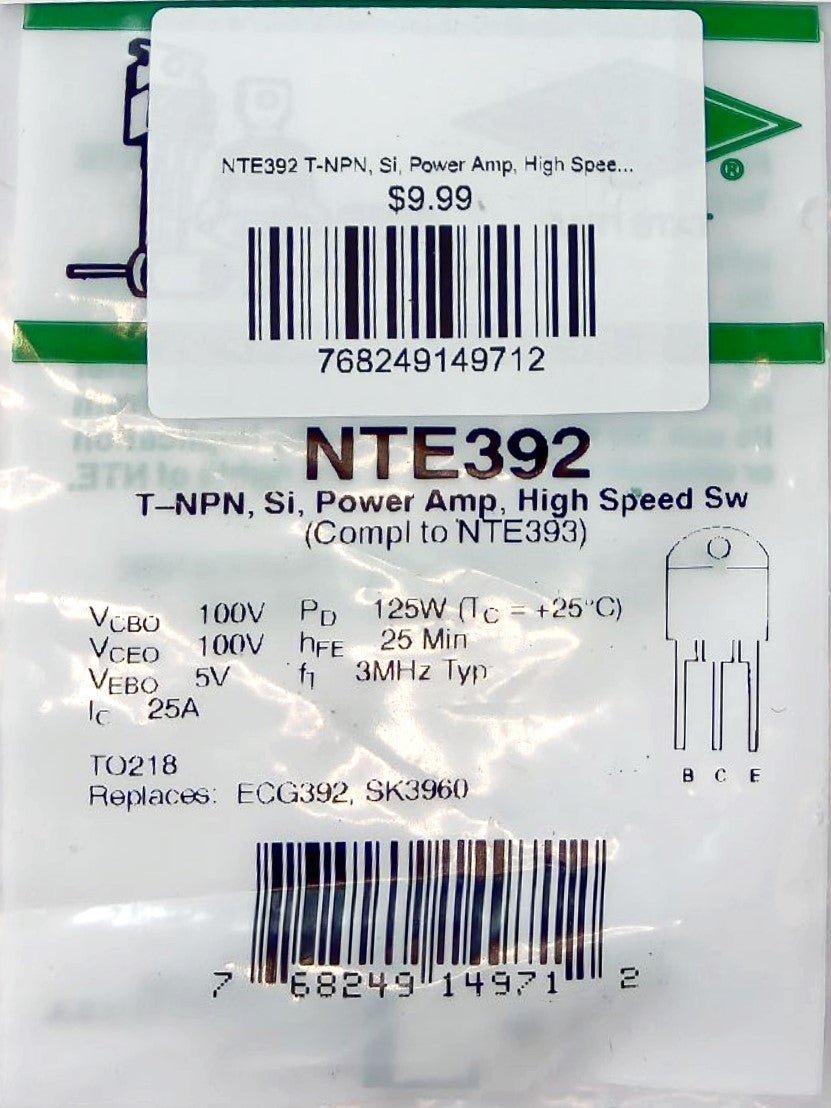 ®
NTE392 T-NPN, Si, Power Amp, High Spee...
$9.99
768249149712
NTE392
T–NPN, Si, Power Amp, High Speed Sw
(Compl to NTE393)
VCBO 100V PD 125W (TC = +25°C)
VCEO 100V hFE 25 Min
VEBO 5V fT 3MHz Typ
IC 25A
TO218
Replaces: ECG392, SK3960
B C E
7 68249 14971 2